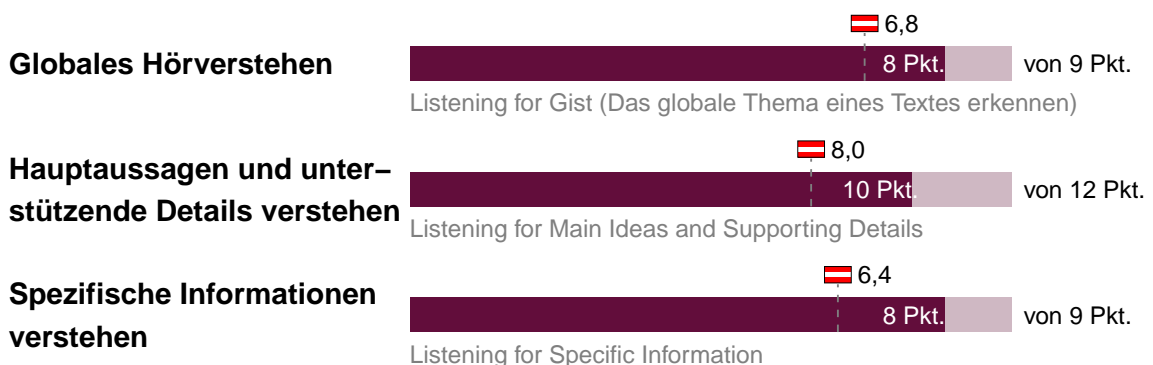 6,8
Globales Hörverstehen
8 Pkt.
von 9 Pkt.
Listening for Gist (Das globale Thema eines Textes erkennen)
8,0
Hauptaussagen und unter–
stützende Details verstehen
10 Pkt.
von 12 Pkt.
Listening for Main Ideas and Supporting Details
6,4
Spezifische Informationen
verstehen
8 Pkt.
von 9 Pkt.
Listening for Specific Information